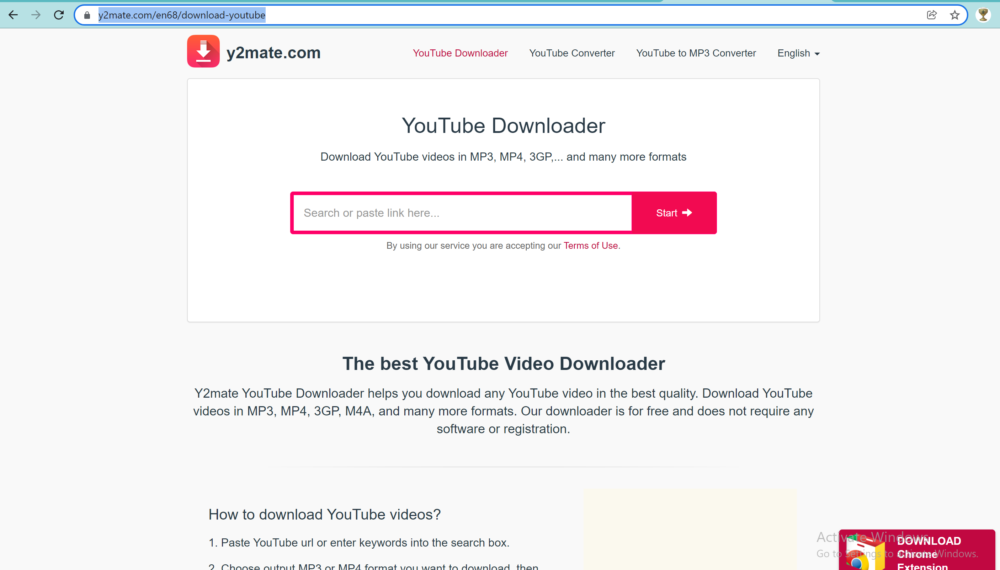 y2mate.com/en68/download-youtube
y2mate.com
YouTube Downloader
YouTube Converter
YouTube to MP3 Converter
English
YouTube Downloader
Download YouTube videos in MP3, MP4, 3GP,... and many more formats
Search or paste link here...
Start
By using our service you are accepting our Terms of Use.
The best YouTube Video Downloader
Y2mate YouTube Downloader helps you download any YouTube video in the best quality. Download YouTube
videos in MP3, MP4, 3GP, M4A, and many more formats. Our downloader is for free and does not require any
software or registration.
How to download YouTube videos?
1. Paste YouTube url or enter keywords into the search box.
2. Choose output MP3 or MP4 format you want to download, then
Activate Windows
Go to Settings to activate Windows.
DOWNLOAD
Chrome
Extension